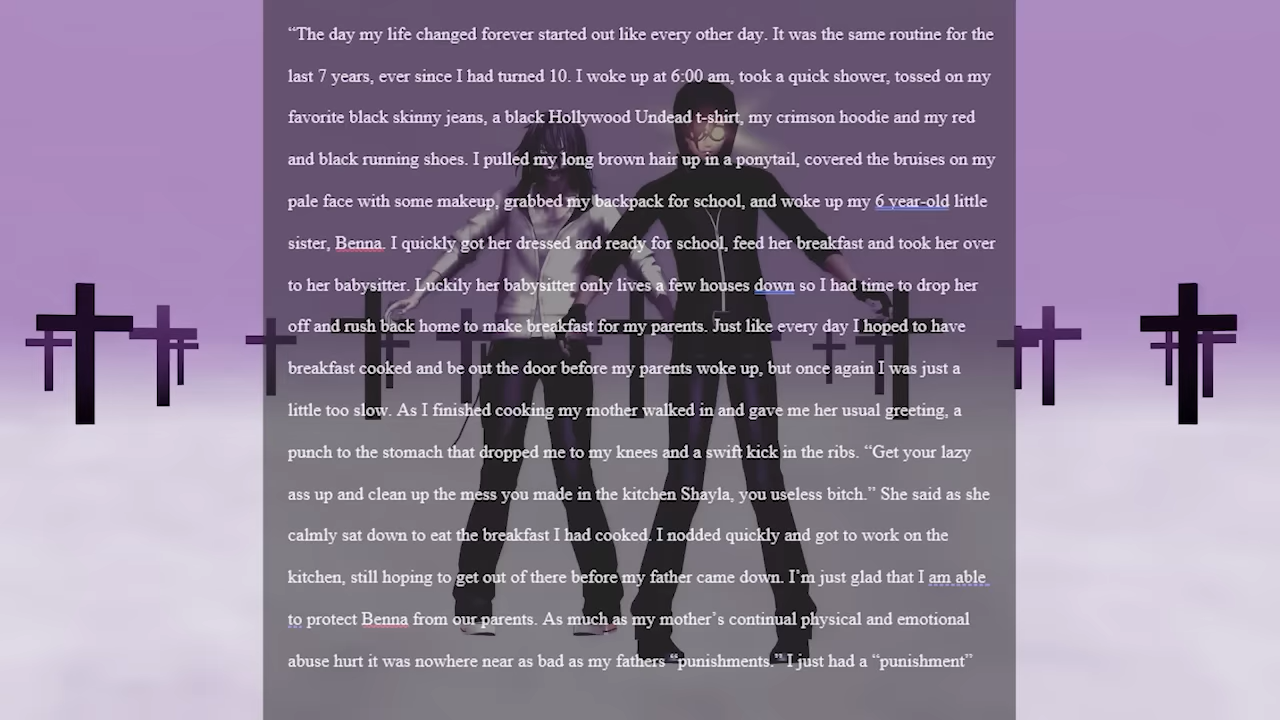 “The day my life changed forever started out like every other day. It was the same routine for the
last 7 years, ever since I had turned 10. I woke up at 6:00 am, took a quick shower, tossed on my
favorite black skinny jeans, a black Hollywood Undead t-shirt, my crimson hoodie and my red
and black running shoes. I pulled my long brown hair up in a ponytail, covered the bruises on my
pale face with some makeup, grabbed my backpack for school, and woke up my 6 year-old little
sister, Benna. I quickly got her dressed and ready for school, feed her breakfast and took her over
to her babysitter. Luckily her babysitter only lives a few houses down so I had time to drop her
off and rush back home to make breakfast for my parents. Just like every day I hoped to have
breakfast cooked and be out the door before my parents woke up, but once again I was just a
little too slow. As I finished cooking my mother walked in and gave me her usual greeting, a
punch to the stomach that dropped me to my knees and a swift kick in the ribs. “Get your lazy
ass up and clean up the mess you made in the kitchen Shayla, you useless bitch.” She said as she
calmly sat down to eat the breakfast I had cooked. I nodded quickly and got to work on the
kitchen, still hoping to get out of there before my father came down. I’m just glad that I am able
to protect Benna from our parents. As much as my mother’s continual physical and emotional
abuse hurt it was nowhere near as bad as my fathers “punishments.” I just had a “punishment”